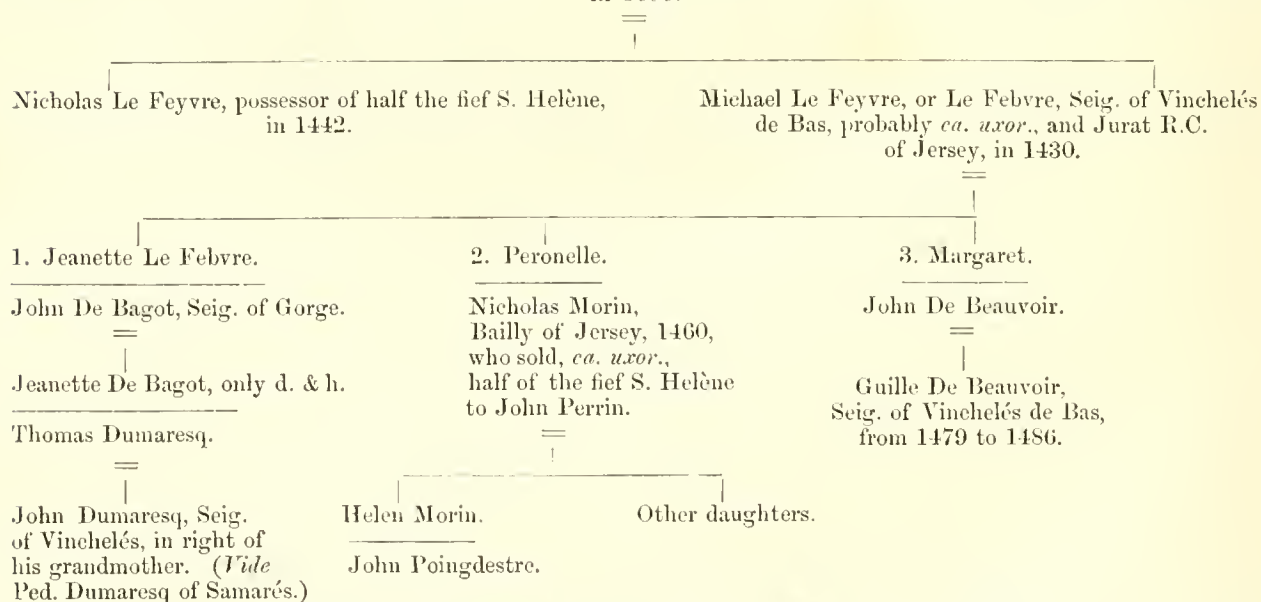 Nicholas Le Feyvre, possessor of half the fief S. Helène,
in 1442.
Michael Le Feyvre, or Le Febvre, Seig. of Vinchelés
de Bas, probably ca. uxor., and Jurat R.C.
of Jersey, in 1430.
1. Jeanette Le Febvre.
John De Bagot, Seig. of Gorge.
Jeanette De Bagot, only d. & h.
Thomas Dumaresq.
John Dumaresq, Seig.
of Vinchelés, in right of
his grandmother. (Vide
Ped. Dumaresq of Samarés.)
2. Peronelle.
Nicholas Morin,
Bailly of Jersey, 1460,
who sold, ca. uxor.,
half of the fief S. Helène
to John Perrin.
Helen Morin.
John Poingdestre.
Other daughters.
3. Margaret.
John De Beauvoir.
Guille De Beauvoir,
Seig. of Vinchelés de Bas,
from 1479 to 1486.